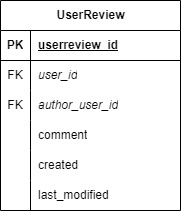 UserReview
PK userreview_id
FK user_id
FK author_user_id
comment
created
last_modified